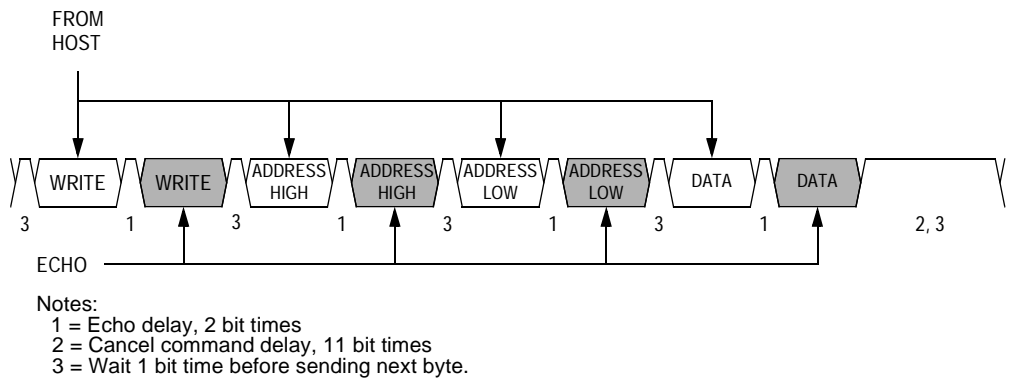 FROM
HOST
WRITE WRITE ADDRESS HIGH ADDRESS HIGH ADDRESS LOW ADDRESS LOW DATA DATA
3 1 3 1 3 1 3 1 2, 3
ECHO
Notes:
1 = Echo delay, 2 bit times
2 = Cancel command delay, 11 bit times
3 = Wait 1 bit time before sending next byte.